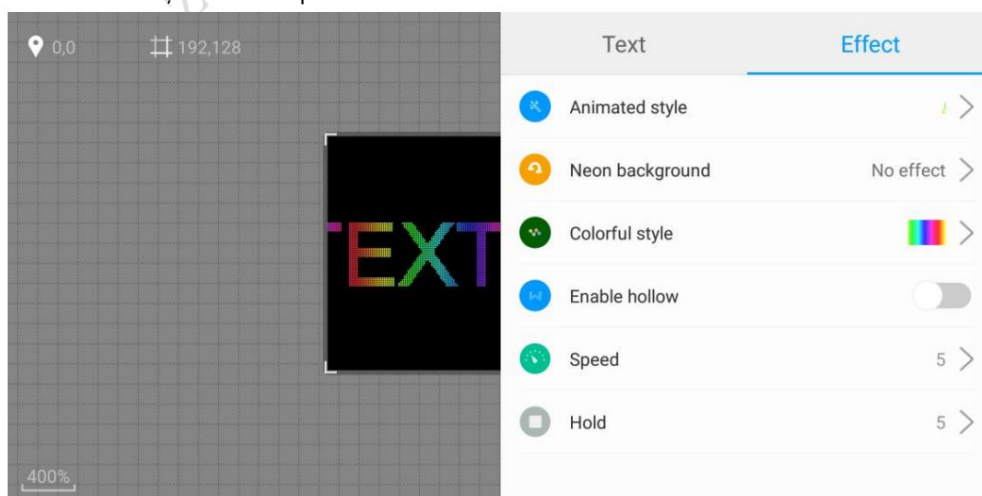 0,0 192,128
Text Effect
Animated style
Neon background No effect
Colorful style
TEXT
Enable hollow
Speed 5
Hold 5
400%